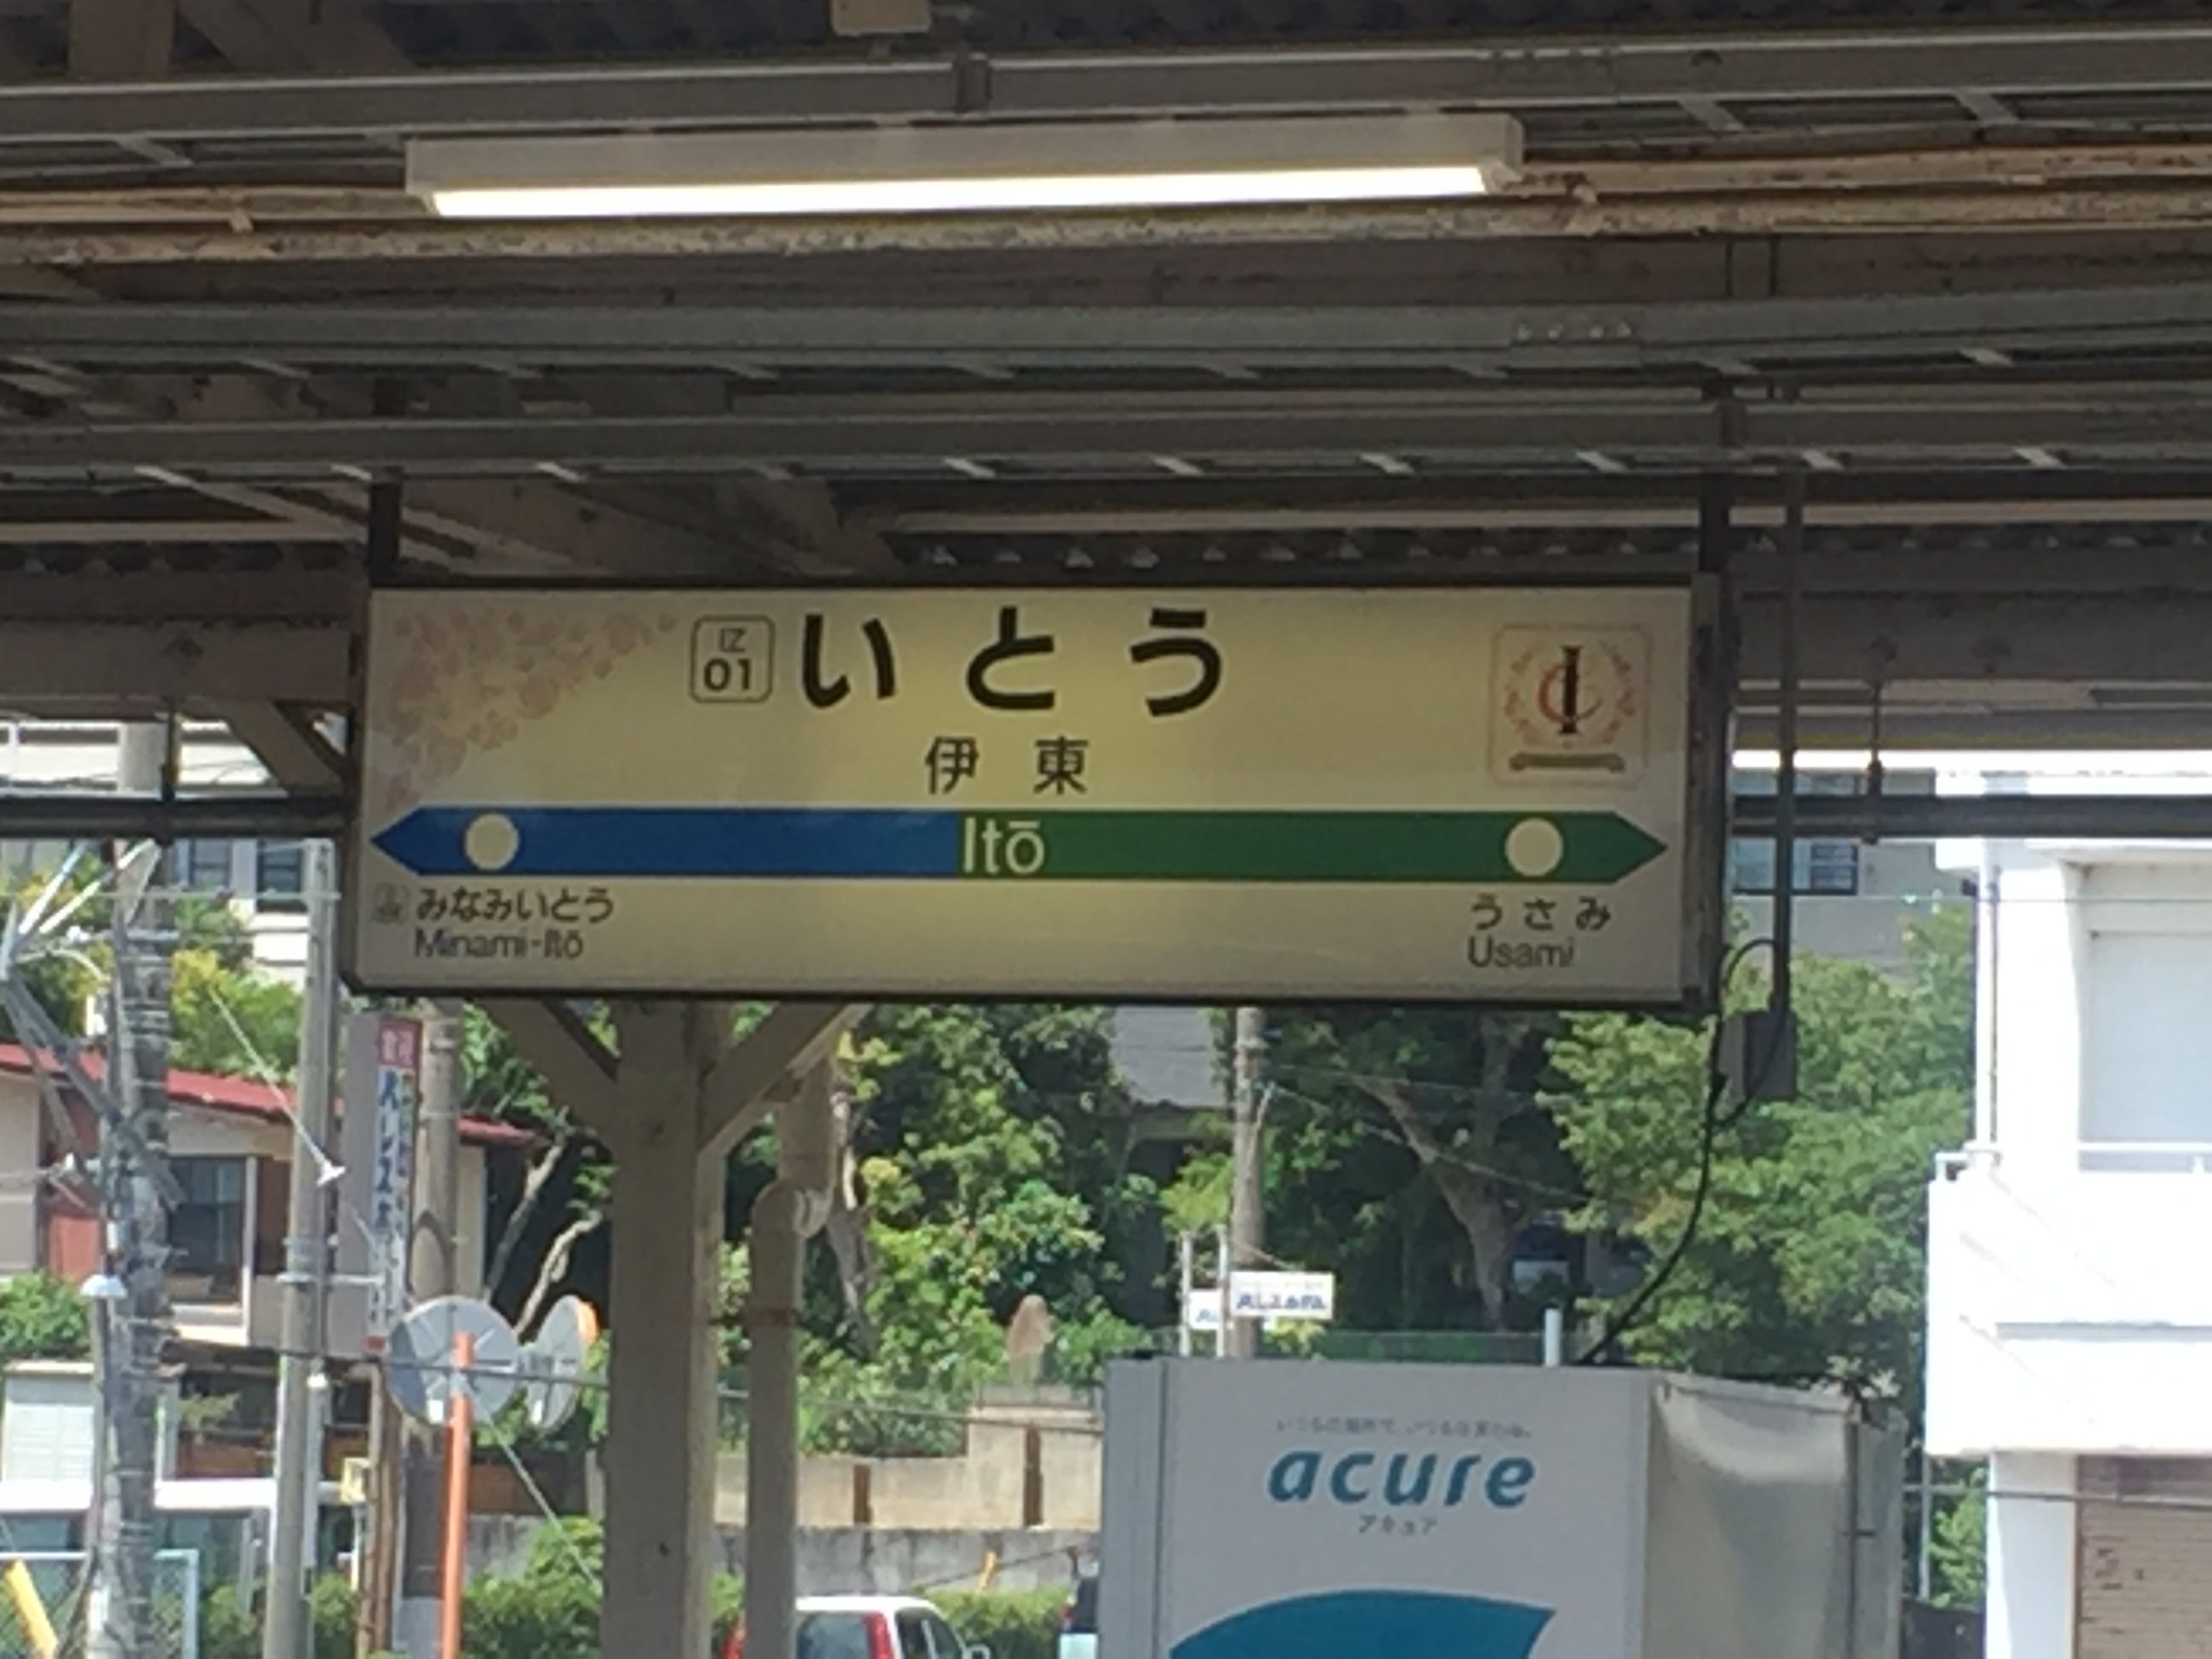 IZ
01
いとう
伊東
Itō
みなみいとう
Minami-Itō
うさみ
Usami
acure
アキュア